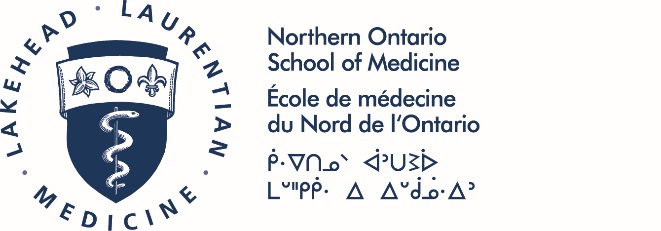 LAKEHEAD · LAURENTIAN · MEDICINE ·
Northern Ontario
School of Medicine
École de médecine
du Nord de l'Ontario